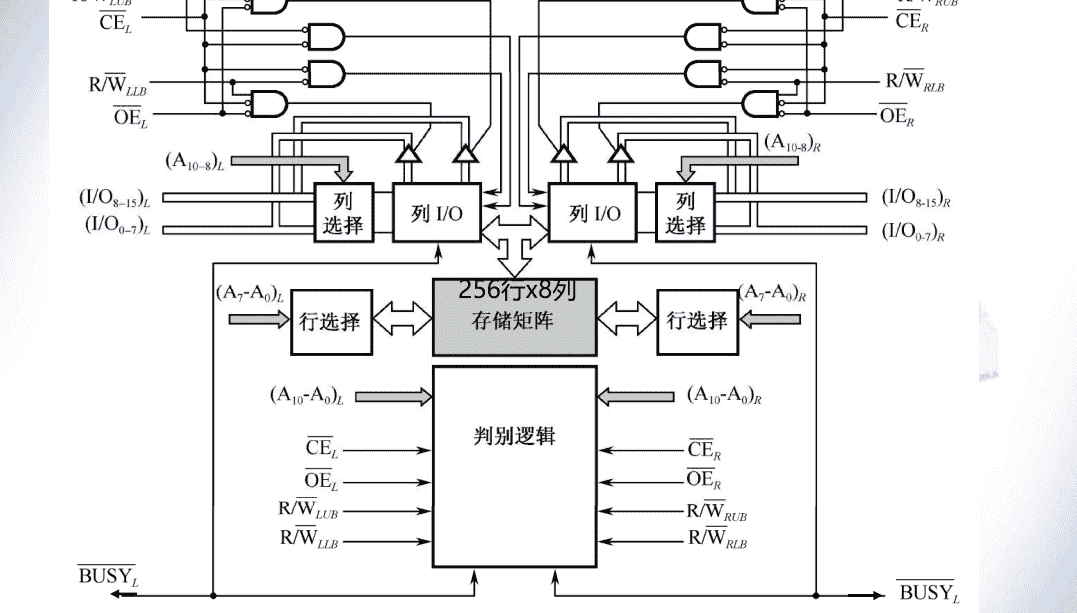 CE_L CE_R
R/W_LLB R/W_RLB
OE_L OE_R
(A10-8)_L (A10-8)_R
(I/O8-15)_L 列选择 列 I/O 列 I/O 列选择 (I/O8-15)_R
(I/O0-7)_L (I/O0-7)_R
256行x8列
存储矩阵
(A7-A0)_L 行选择 行选择 (A7-A0)_R
(A10-A0)_L (A10-A0)_R
判别逻辑
CE_L CE_R
OE_L OE_R
R/W_LUB R/W_RUB
R/W_LLB R/W_RLB
BUSY_L BUSY_L